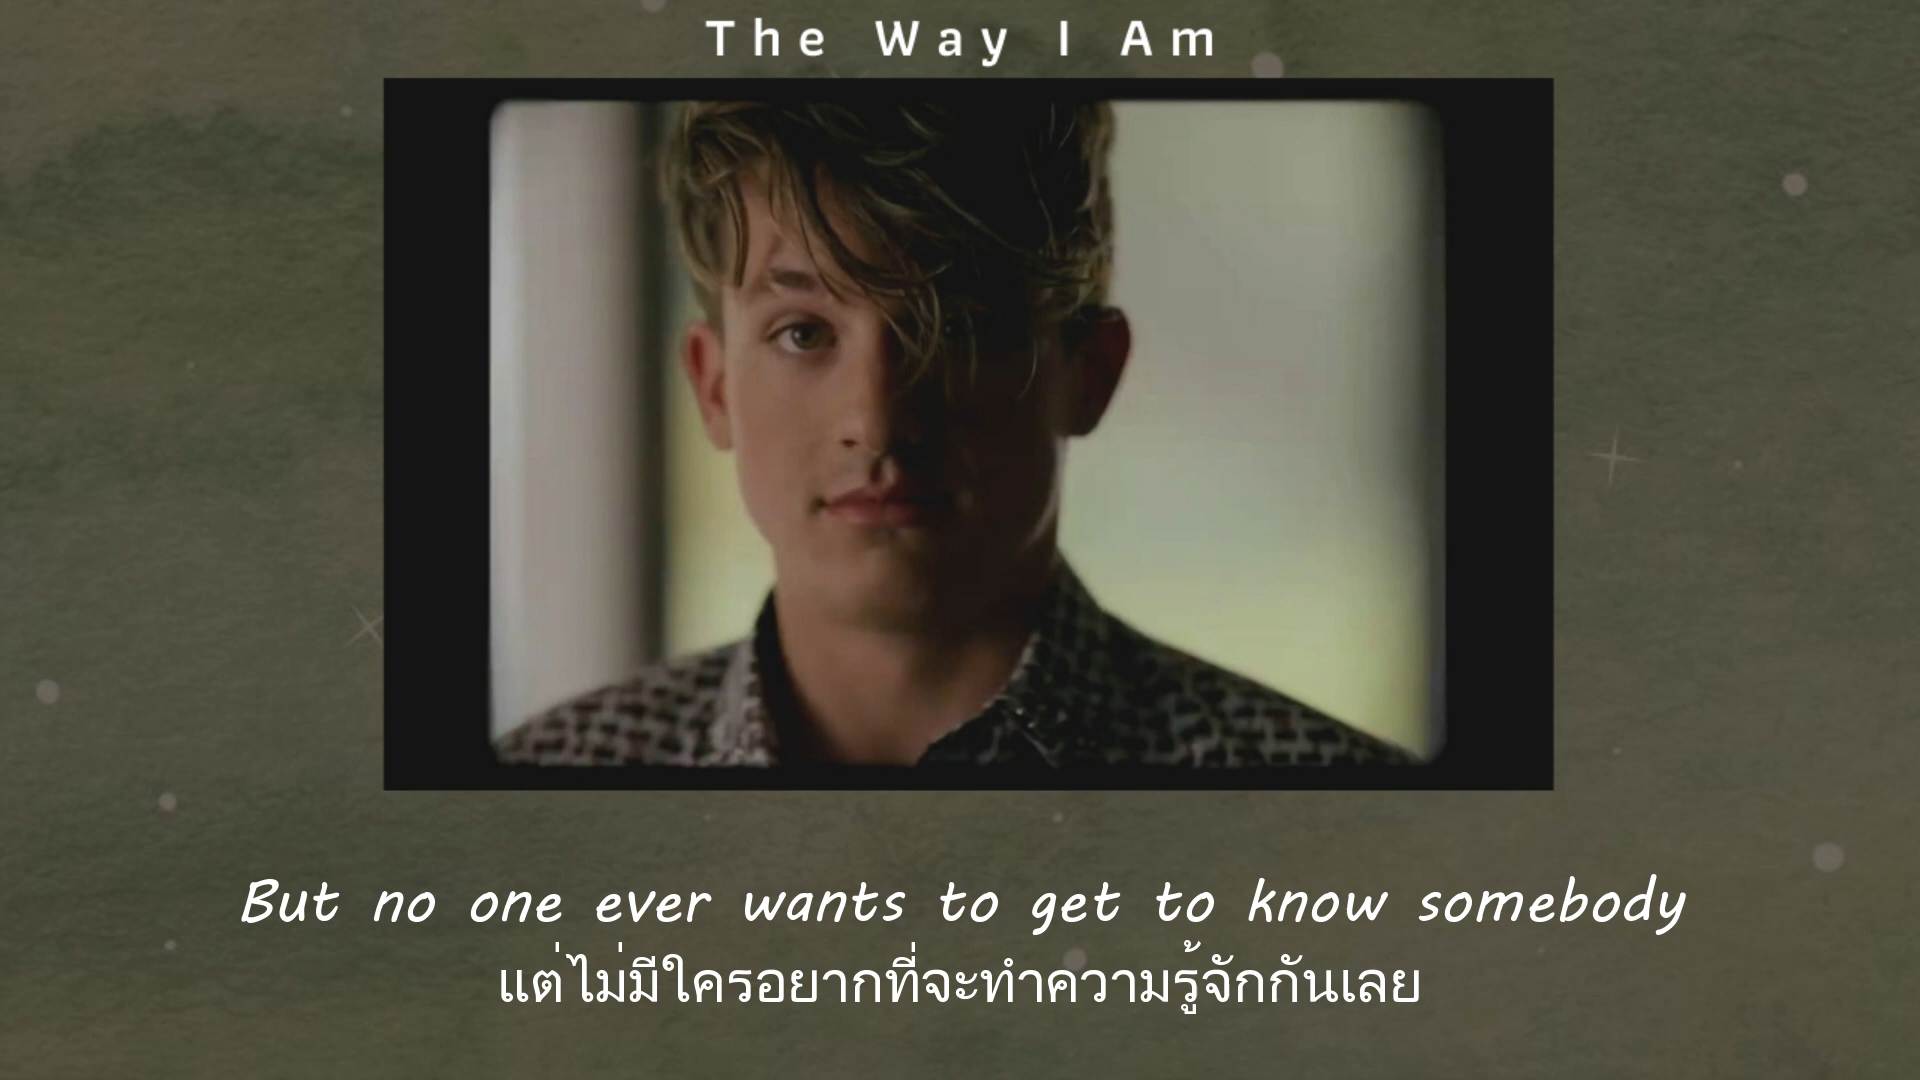 The Way I Am
But no one ever wants to get to know somebody
แต่ไม่มีใครอยากที่จะทำความรู้จักกันเลย